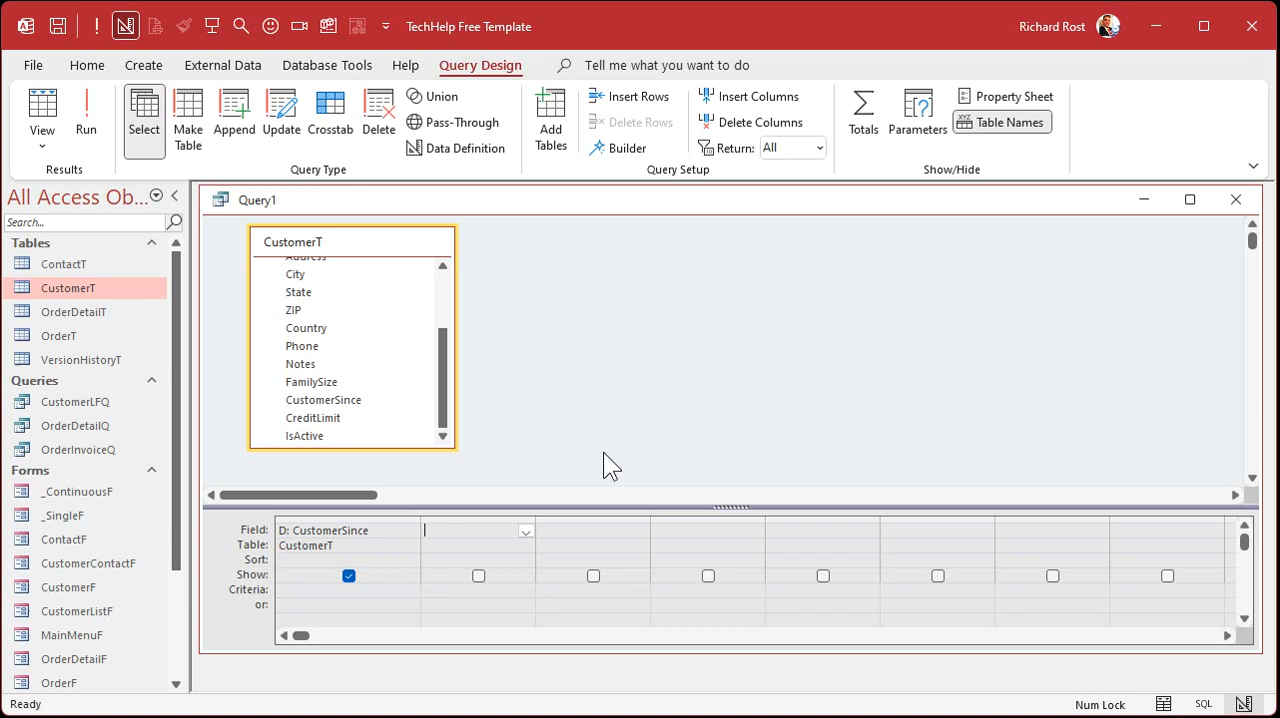 TechHelp Free Template
Richard Rost
File Home Create External Data Database Tools Help Query Design Tell me what you want to do
View
Run
Results
Select
Make Table
Append
Update
Crosstab
Delete
Union
Pass-Through
Data Definition
Query Type
Add Tables
Insert Rows
Delete Rows
Builder
Insert Columns
Delete Columns
Return: All
Query Setup
Totals
Parameters
Property Sheet
Table Names
Show/Hide
All Access Ob...
Search...
Tables
ContactT
CustomerT
OrderDetailT
OrderT
VersionHistoryT
Queries
CustomerLFQ
OrderDetailQ
OrderInvoiceQ
Forms
_ContinuousF
_SingleF
ContactF
CustomerContactF
CustomerF
CustomerListF
MainMenuF
OrderDetailF
OrderF
Query1
CustomerT
Address
City
State
ZIP
Country
Phone
Notes
FamilySize
CustomerSince
CreditLimit
IsActive
Field: D: CustomerSince
Table: CustomerT
Sort:
Show:
Criteria:
or:
Ready
Num Lock
SQL